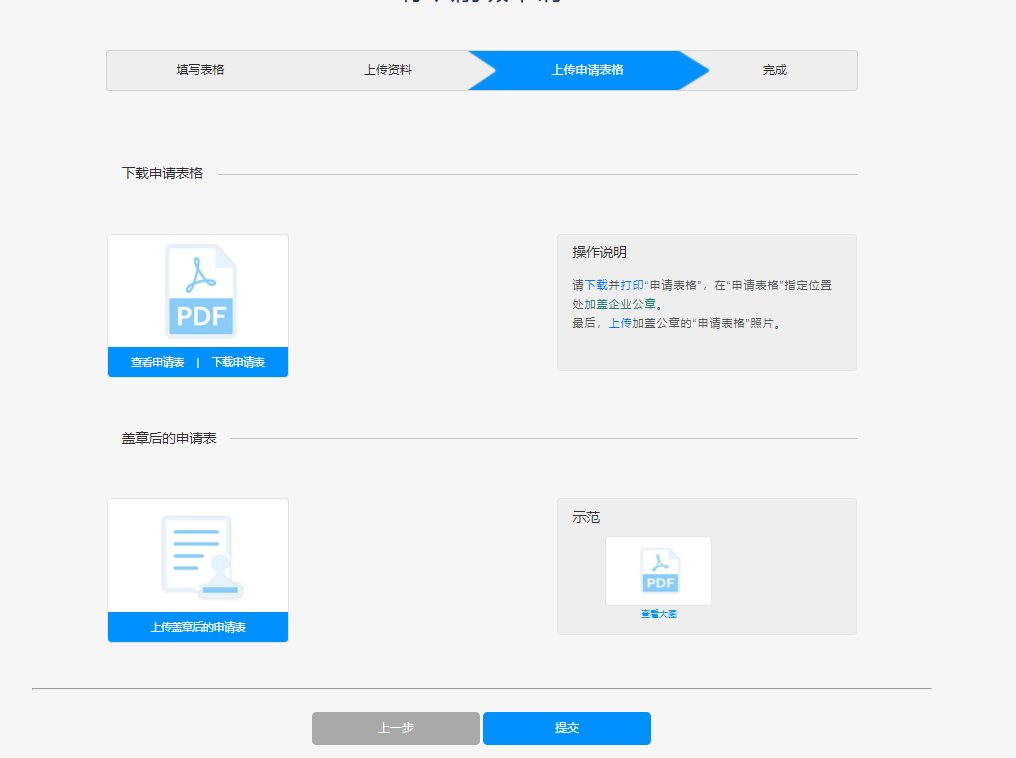 填写表格
上传资料
上传申请表格
完成
下载申请表格
PDF
查看申请表 | 下载申请表
操作说明
请下载并打印“申请表格”，在“申请表格”指定位置
处加盖企业公章。
最后，上传加盖公章的“申请表格”照片。
盖章后的申请表
上传盖章后的申请表
示范
PDF
查看大图
上一步
提交